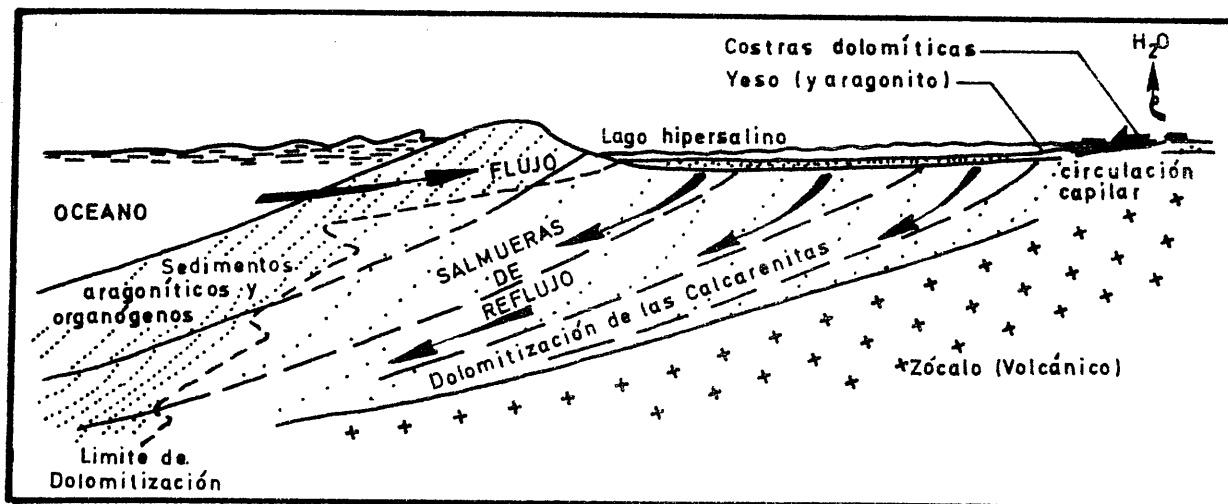 Costras dolomíticas
H2O
Yeso (y aragonito)
Lago hipersalino
FLUJO
circulación
capilar
OCEANO
Sedimentos
aragoníticos y
organógenos
SALMUERAS
DE
REFLUJO
Dolomitización de las Calcarenitas
Zócalo (Volcánico)
Limite de
Dolomitización